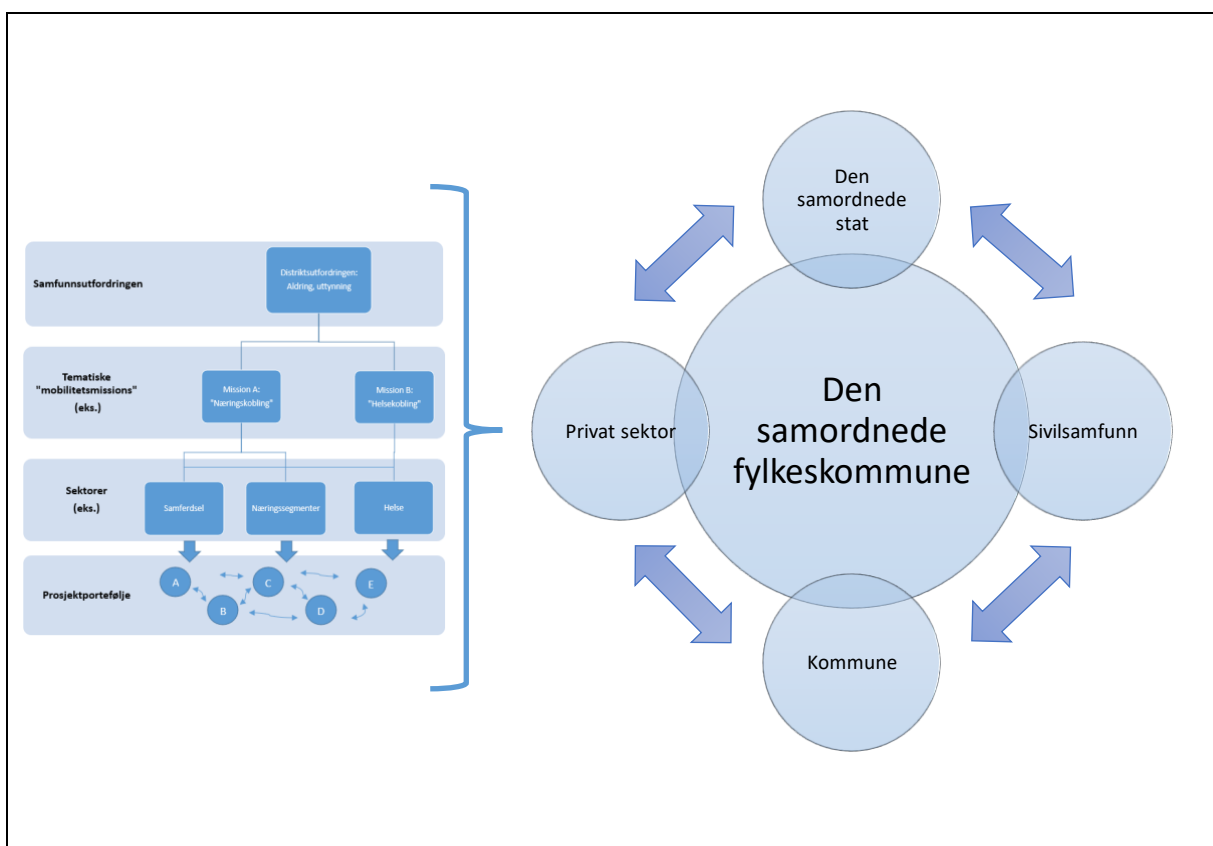 Samfunnsutfordringen
Distriktsutfordringen:
Aldring, uttynning
Tematiske
"mobilitetsmissions"
(eks.)
Mission A:
"Næringskobling"
Mission B:
"Helsekobling"
Sektorer
(eks.)
Samferdsel
Næringssegmenter
Helse
Prosjektportefølje
A
B
C
D
E
Den
samordnede
stat
Privat sektor
Den
samordnede
fylkeskommune
Sivilsamfunn
Kommune